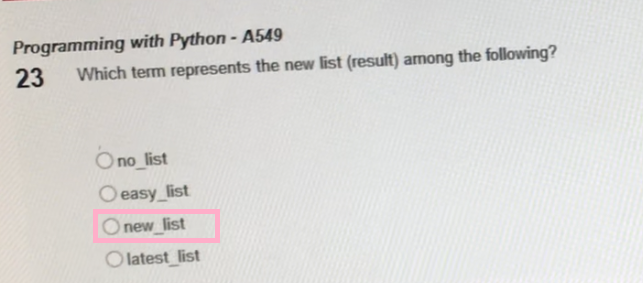 Programming with Python - A549
23 Which term represents the new list (result) among the following?
no_list
easy_list
new_list
latest_list